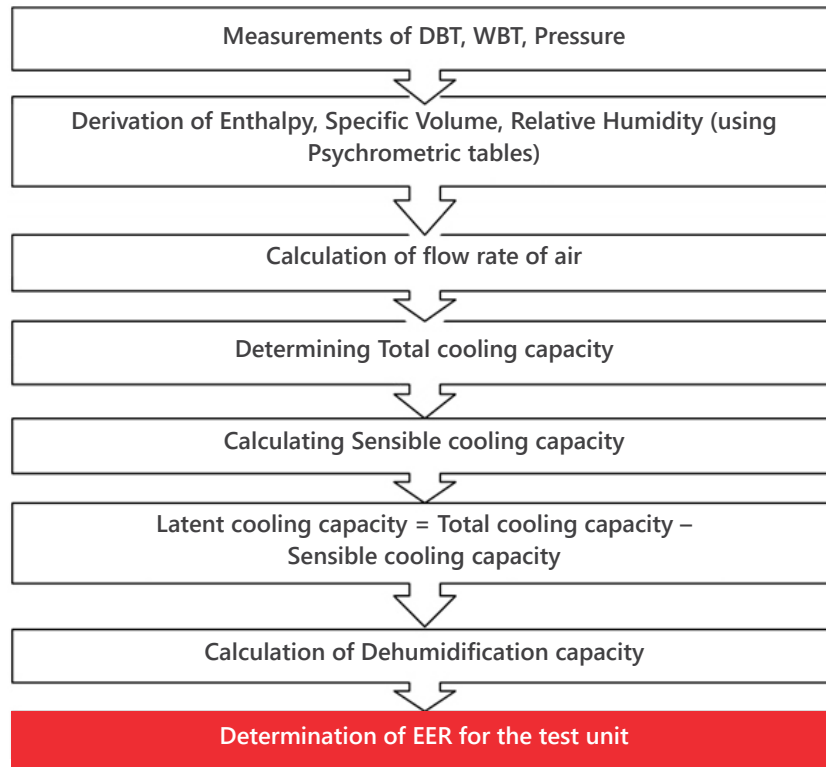 Measurements of DBT, WBT, Pressure
Derivation of Enthalpy, Specific Volume, Relative Humidity (using
Psychrometric tables)
Calculation of flow rate of air
Determining Total cooling capacity
Calculating Sensible cooling capacity
Latent cooling capacity = Total cooling capacity –
Sensible cooling capacity
Calculation of Dehumidification capacity
Determination of EER for the test unit